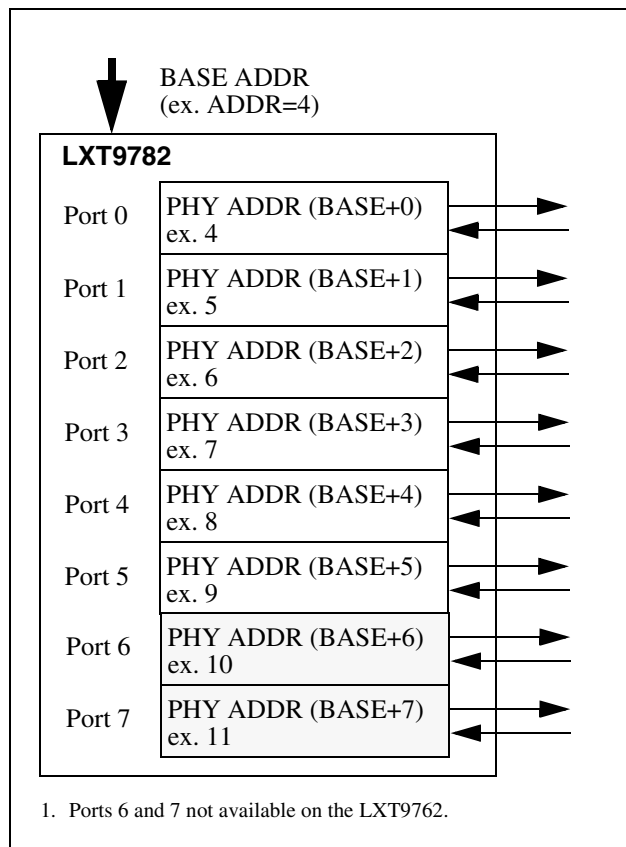 BASE ADDR
(ex. ADDR=4)
LXT9782
Port 0
PHY ADDR (BASE+0)
ex. 4
Port 1
PHY ADDR (BASE+1)
ex. 5
Port 2
PHY ADDR (BASE+2)
ex. 6
Port 3
PHY ADDR (BASE+3)
ex. 7
Port 4
PHY ADDR (BASE+4)
ex. 8
Port 5
PHY ADDR (BASE+5)
ex. 9
Port 6
PHY ADDR (BASE+6)
ex. 10
Port 7
PHY ADDR (BASE+7)
ex. 11
1. Ports 6 and 7 not available on the LXT9762.